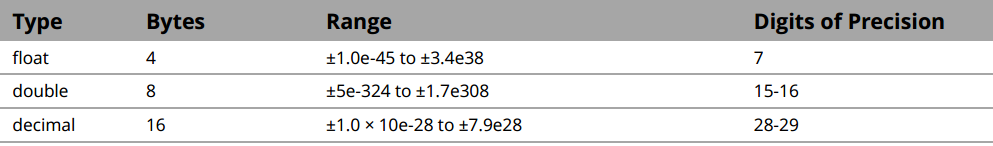 Type Bytes Range Digits of Precision
float 4 ±1.0e-45 to ±3.4e38 7
double 8 ±5e-324 to ±1.7e308 15-16
decimal 16 ±1.0 × 10e-28 to ±7.9e28 28-29